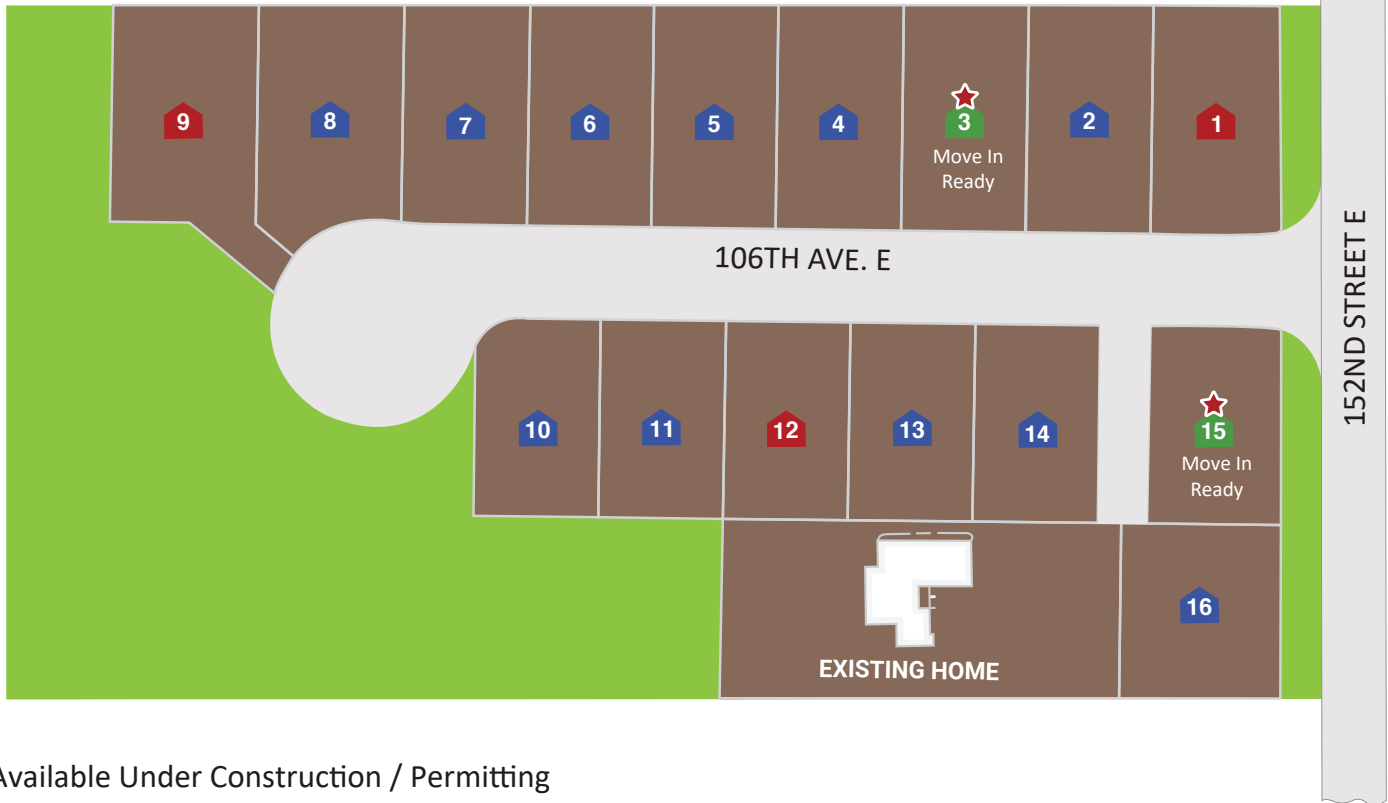 9
8
7
6
5
4
3
Move In
Ready
2
1
106TH AVE. E
152ND STREET E
10
11
12
13
14
15
Move In
Ready
16
EXISTING HOME
Available Under Construction / Permitting